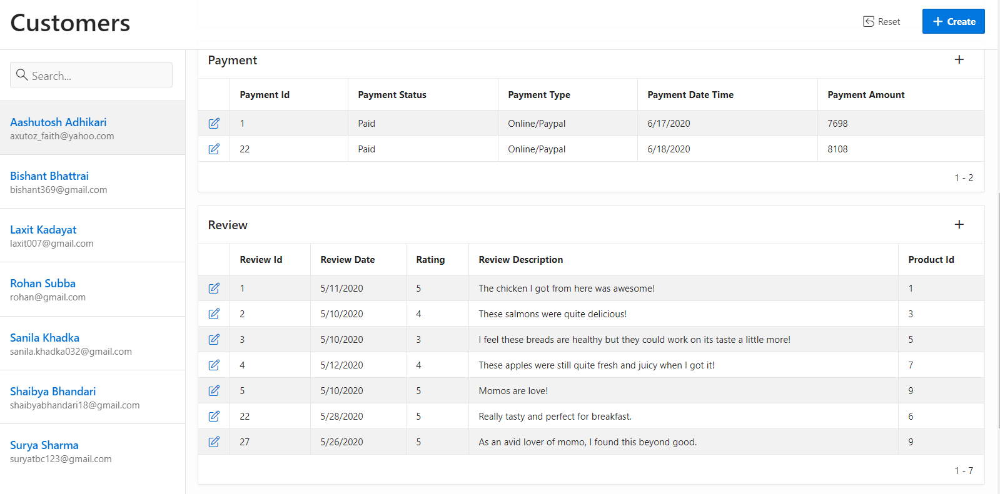 Customers
Reset
Create
Search...
Aashutosh Adhikari
axutoz_faith@yahoo.com
Bishant Bhattrai
bishant369@gmail.com
Laxit Kadayat
laxit007@gmail.com
Rohan Subba
rohan@gmail.com
Sanila Khadka
sanila.khadka032@gmail.com
Shaibya Bhandari
shaibyabhandari18@gmail.com
Surya Sharma
suryatbc123@gmail.com
Payment
Payment Id Payment Status Payment Type Payment Date Time Payment Amount
1 Paid Online/Paypal 6/17/2020 7698
22 Paid Online/Paypal 6/18/2020 8108
1 - 2
Review
Review Id Review Date Rating Review Description Product Id
1 5/11/2020 5 The chicken I got from here was awesome! 1
2 5/10/2020 4 These salmons were quite delicious! 3
3 5/10/2020 3 I feel these breads are healthy but they could work on its taste a little more! 5
4 5/12/2020 4 These apples were still quite fresh and juicy when I got it! 7
5 5/10/2020 5 Momos are love! 9
22 5/28/2020 5 Really tasty and perfect for breakfast. 6
27 5/26/2020 5 As an avid lover of momo, I found this beyond good. 9
1 - 7